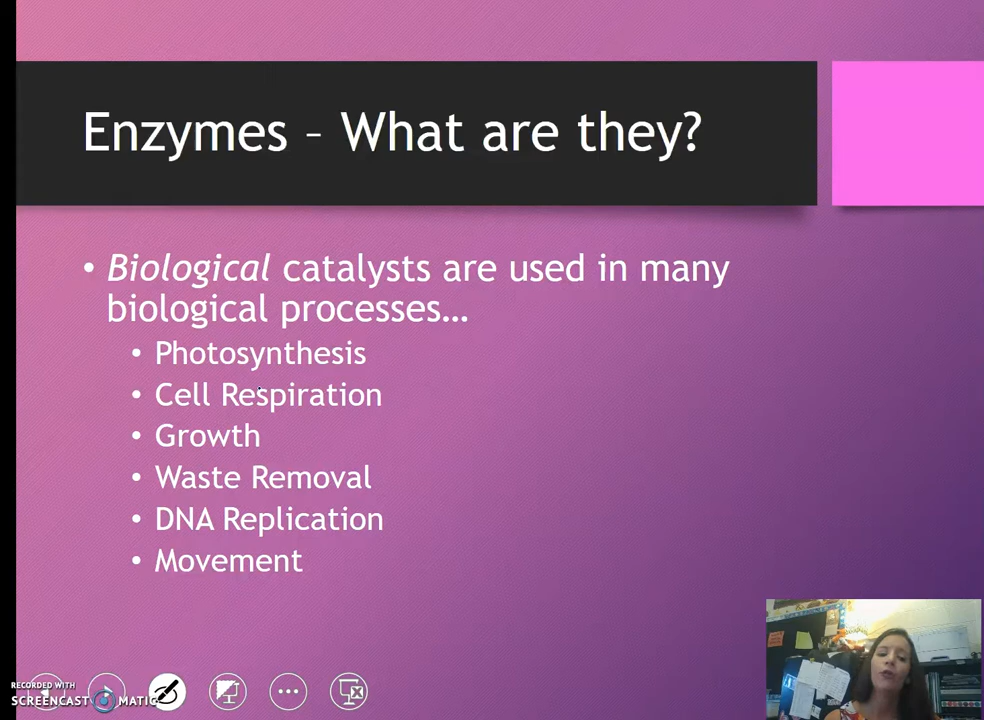 Enzymes – What are they?
• Biological catalysts are used in many
biological processes…
• Photosynthesis
• Cell Respiration
• Growth
• Waste Removal
• DNA Replication
• Movement
RECORDED WITH
SCREENCAST MATIC